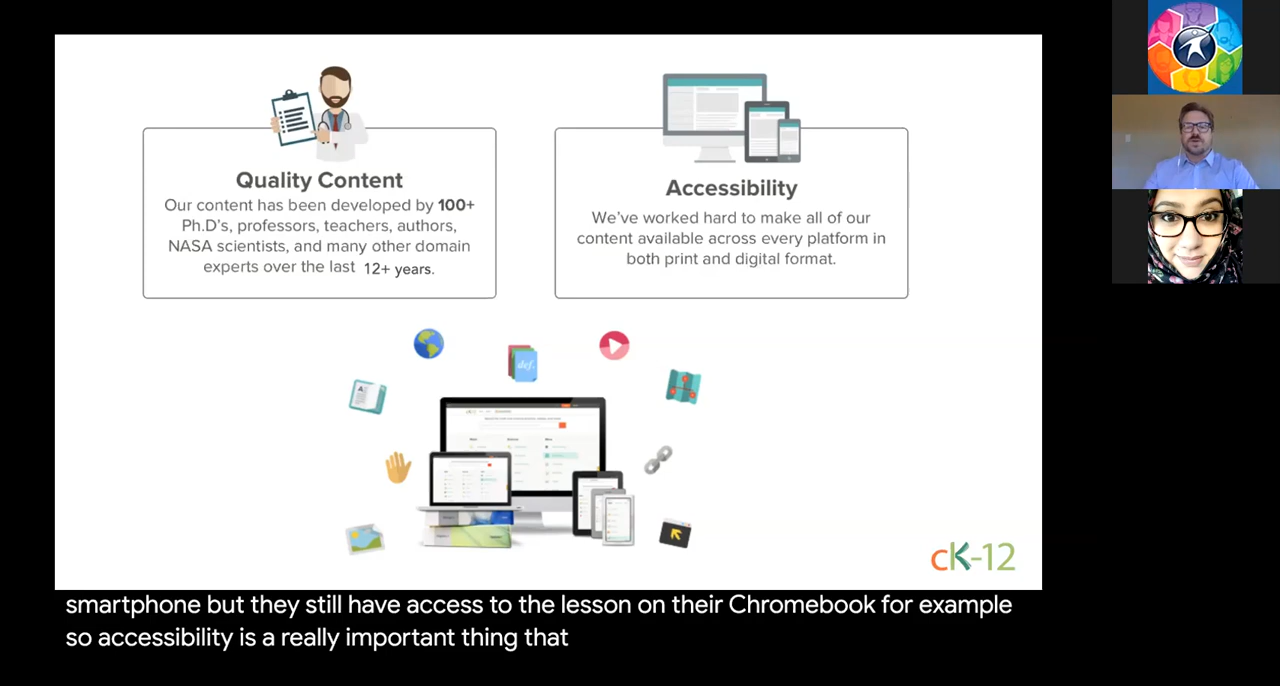 Quality Content
Our content has been developed by 100+
Ph.D's, professors, teachers, authors,
NASA scientists, and many other domain
experts over the last 12+ years.
Accessibility
We've worked hard to make all of our
content available across every platform in
both print and digital format.
def.
A
cK-12
smartphone but they still have access to the lesson on their Chromebook for example
so accessibility is a really important thing that